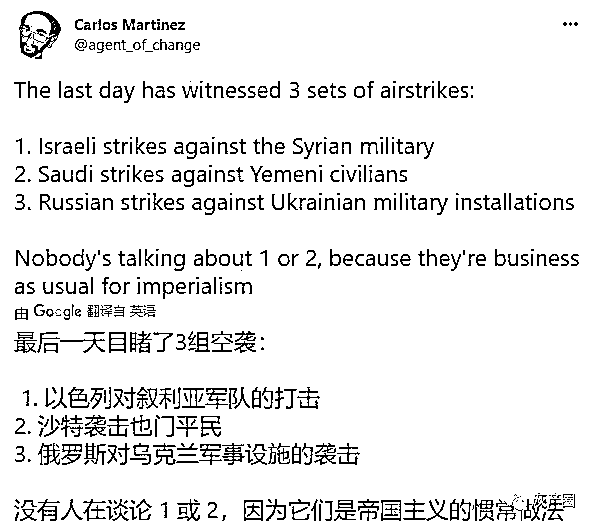 Carlos Martinez
@agent_of_change
The last day has witnessed 3 sets of airstrikes:
1. Israeli strikes against the Syrian military
2. Saudi strikes against Yemeni civilians
3. Russian strikes against Ukrainian military installations
Nobody's talking about 1 or 2, because they're business
as usual for imperialism
由 Google 翻译自 英语
最后一天目睹了3组空袭：
1. 以色列对叙利亚军队的打击
2. 沙特袭击也门平民
3. 俄罗斯对乌克兰军事设施的袭击
没有人在谈论 1 或 2，因为它们是帝国主义的惯常做法